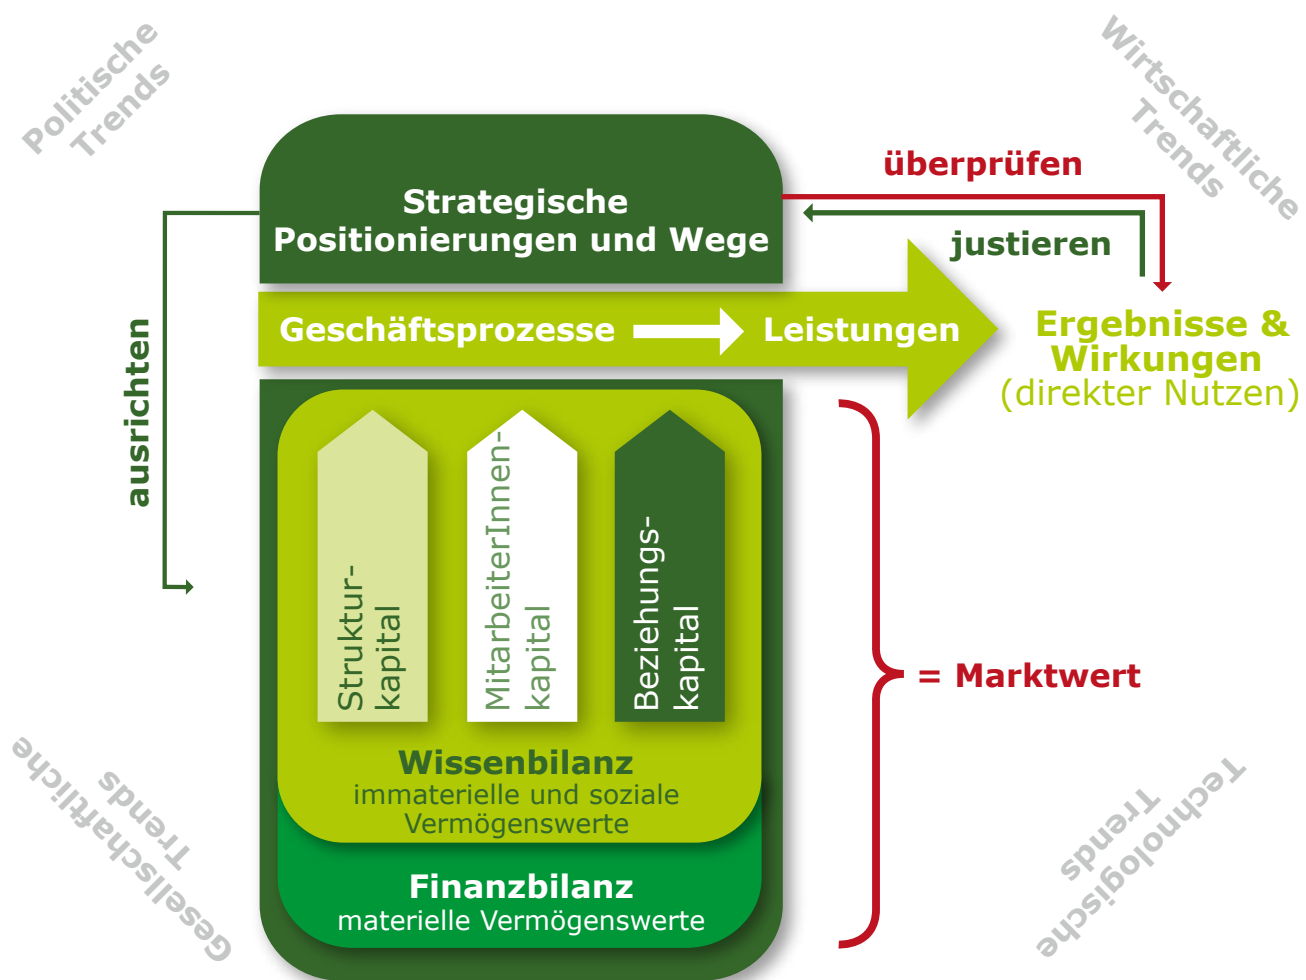 Politische
Trends
Wirtschaftliche
Trends
Strategische
Positionierungen und Wege
überprüfen
justieren
ausrichten
Geschäftsprozesse
Leistungen
Ergebnisse &
Wirkungen
(direkter Nutzen)
Struktur-
kapital
MitarbeiterInnen-
kapital
Beziehungs-
kapital
= Marktwert
Wissenbilanz
immaterielle und soziale
Vermögenswerte
Finanzbilanz
materielle Vermögenswerte
Gesellschaftliche
Trends
Technologische
Trends